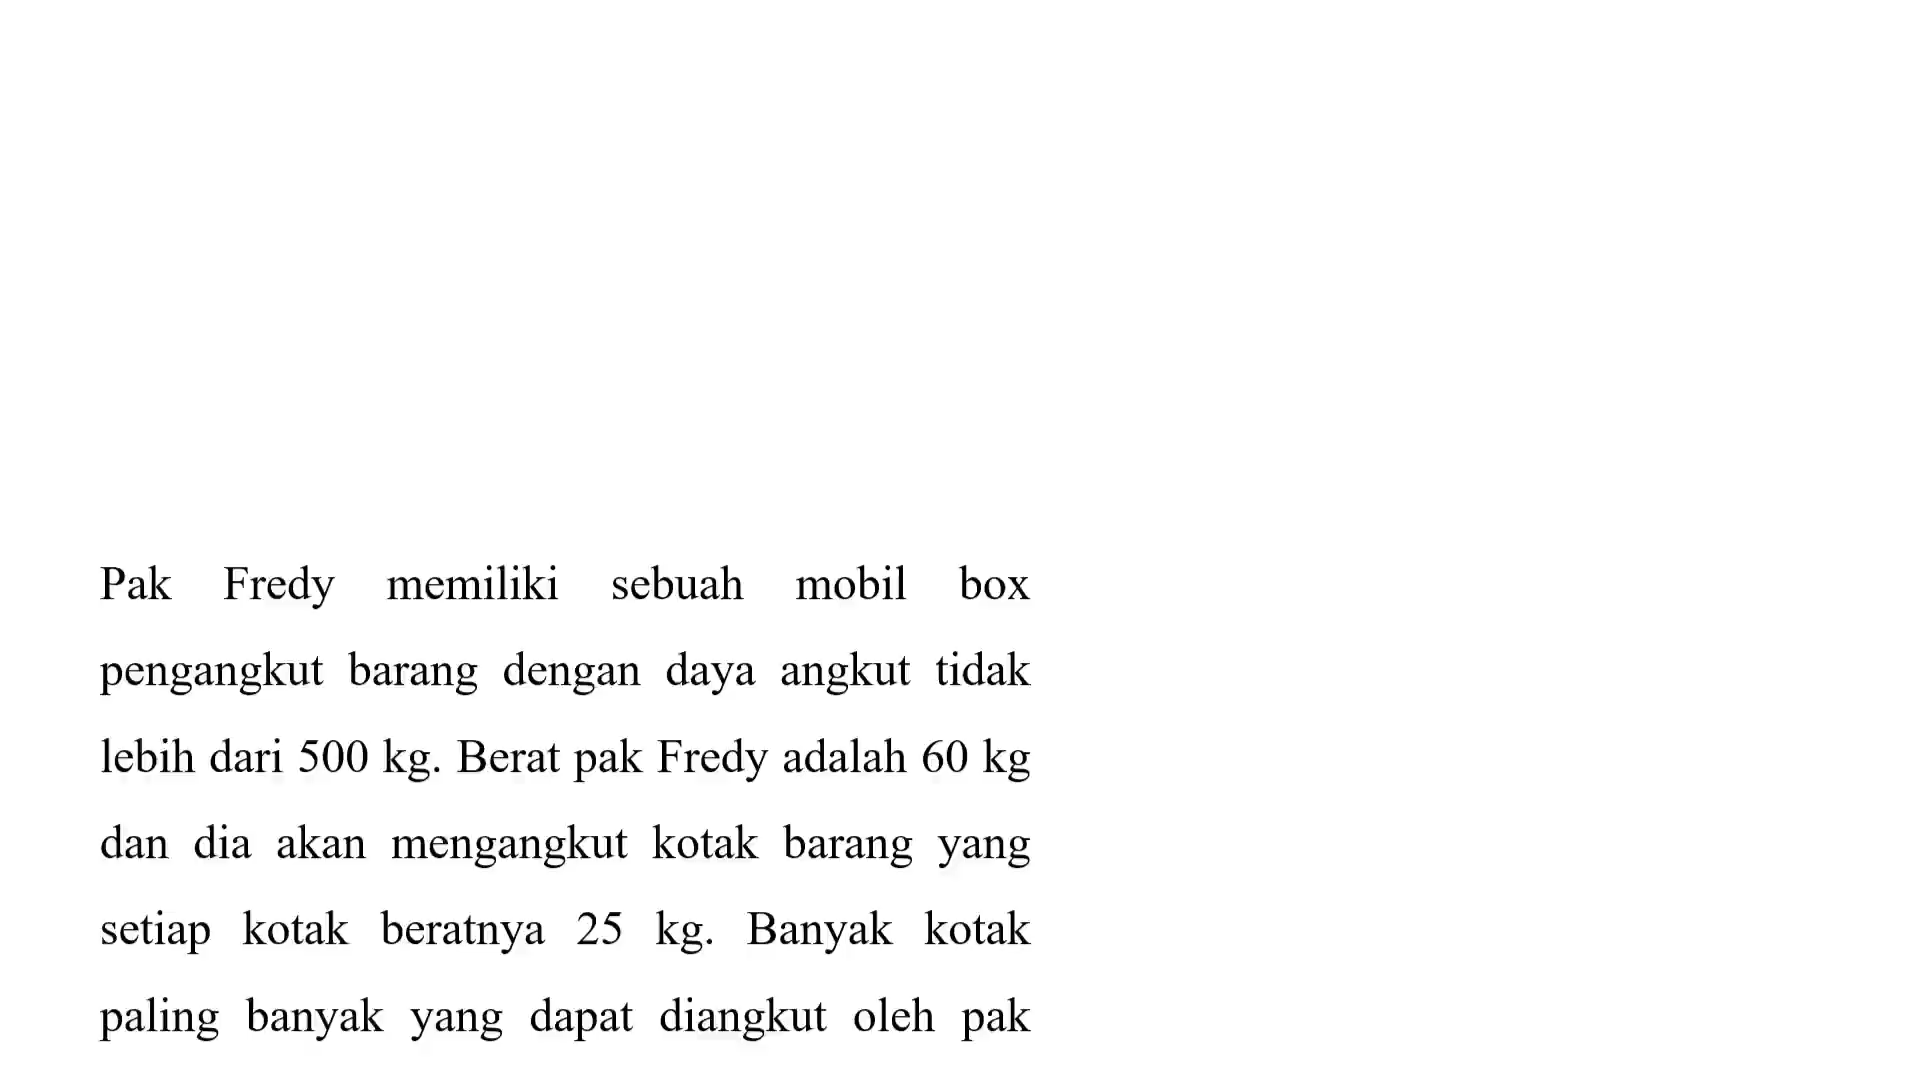 Pak Fredy memiliki sebuah mobil box
pengangkut barang dengan daya angkut tidak
lebih dari 500 kg. Berat pak Fredy adalah 60 kg
dan dia akan mengangkut kotak barang yang
setiap kotak beratnya 25 kg. Banyak kotak
paling banyak yang dapat diangkut oleh pak